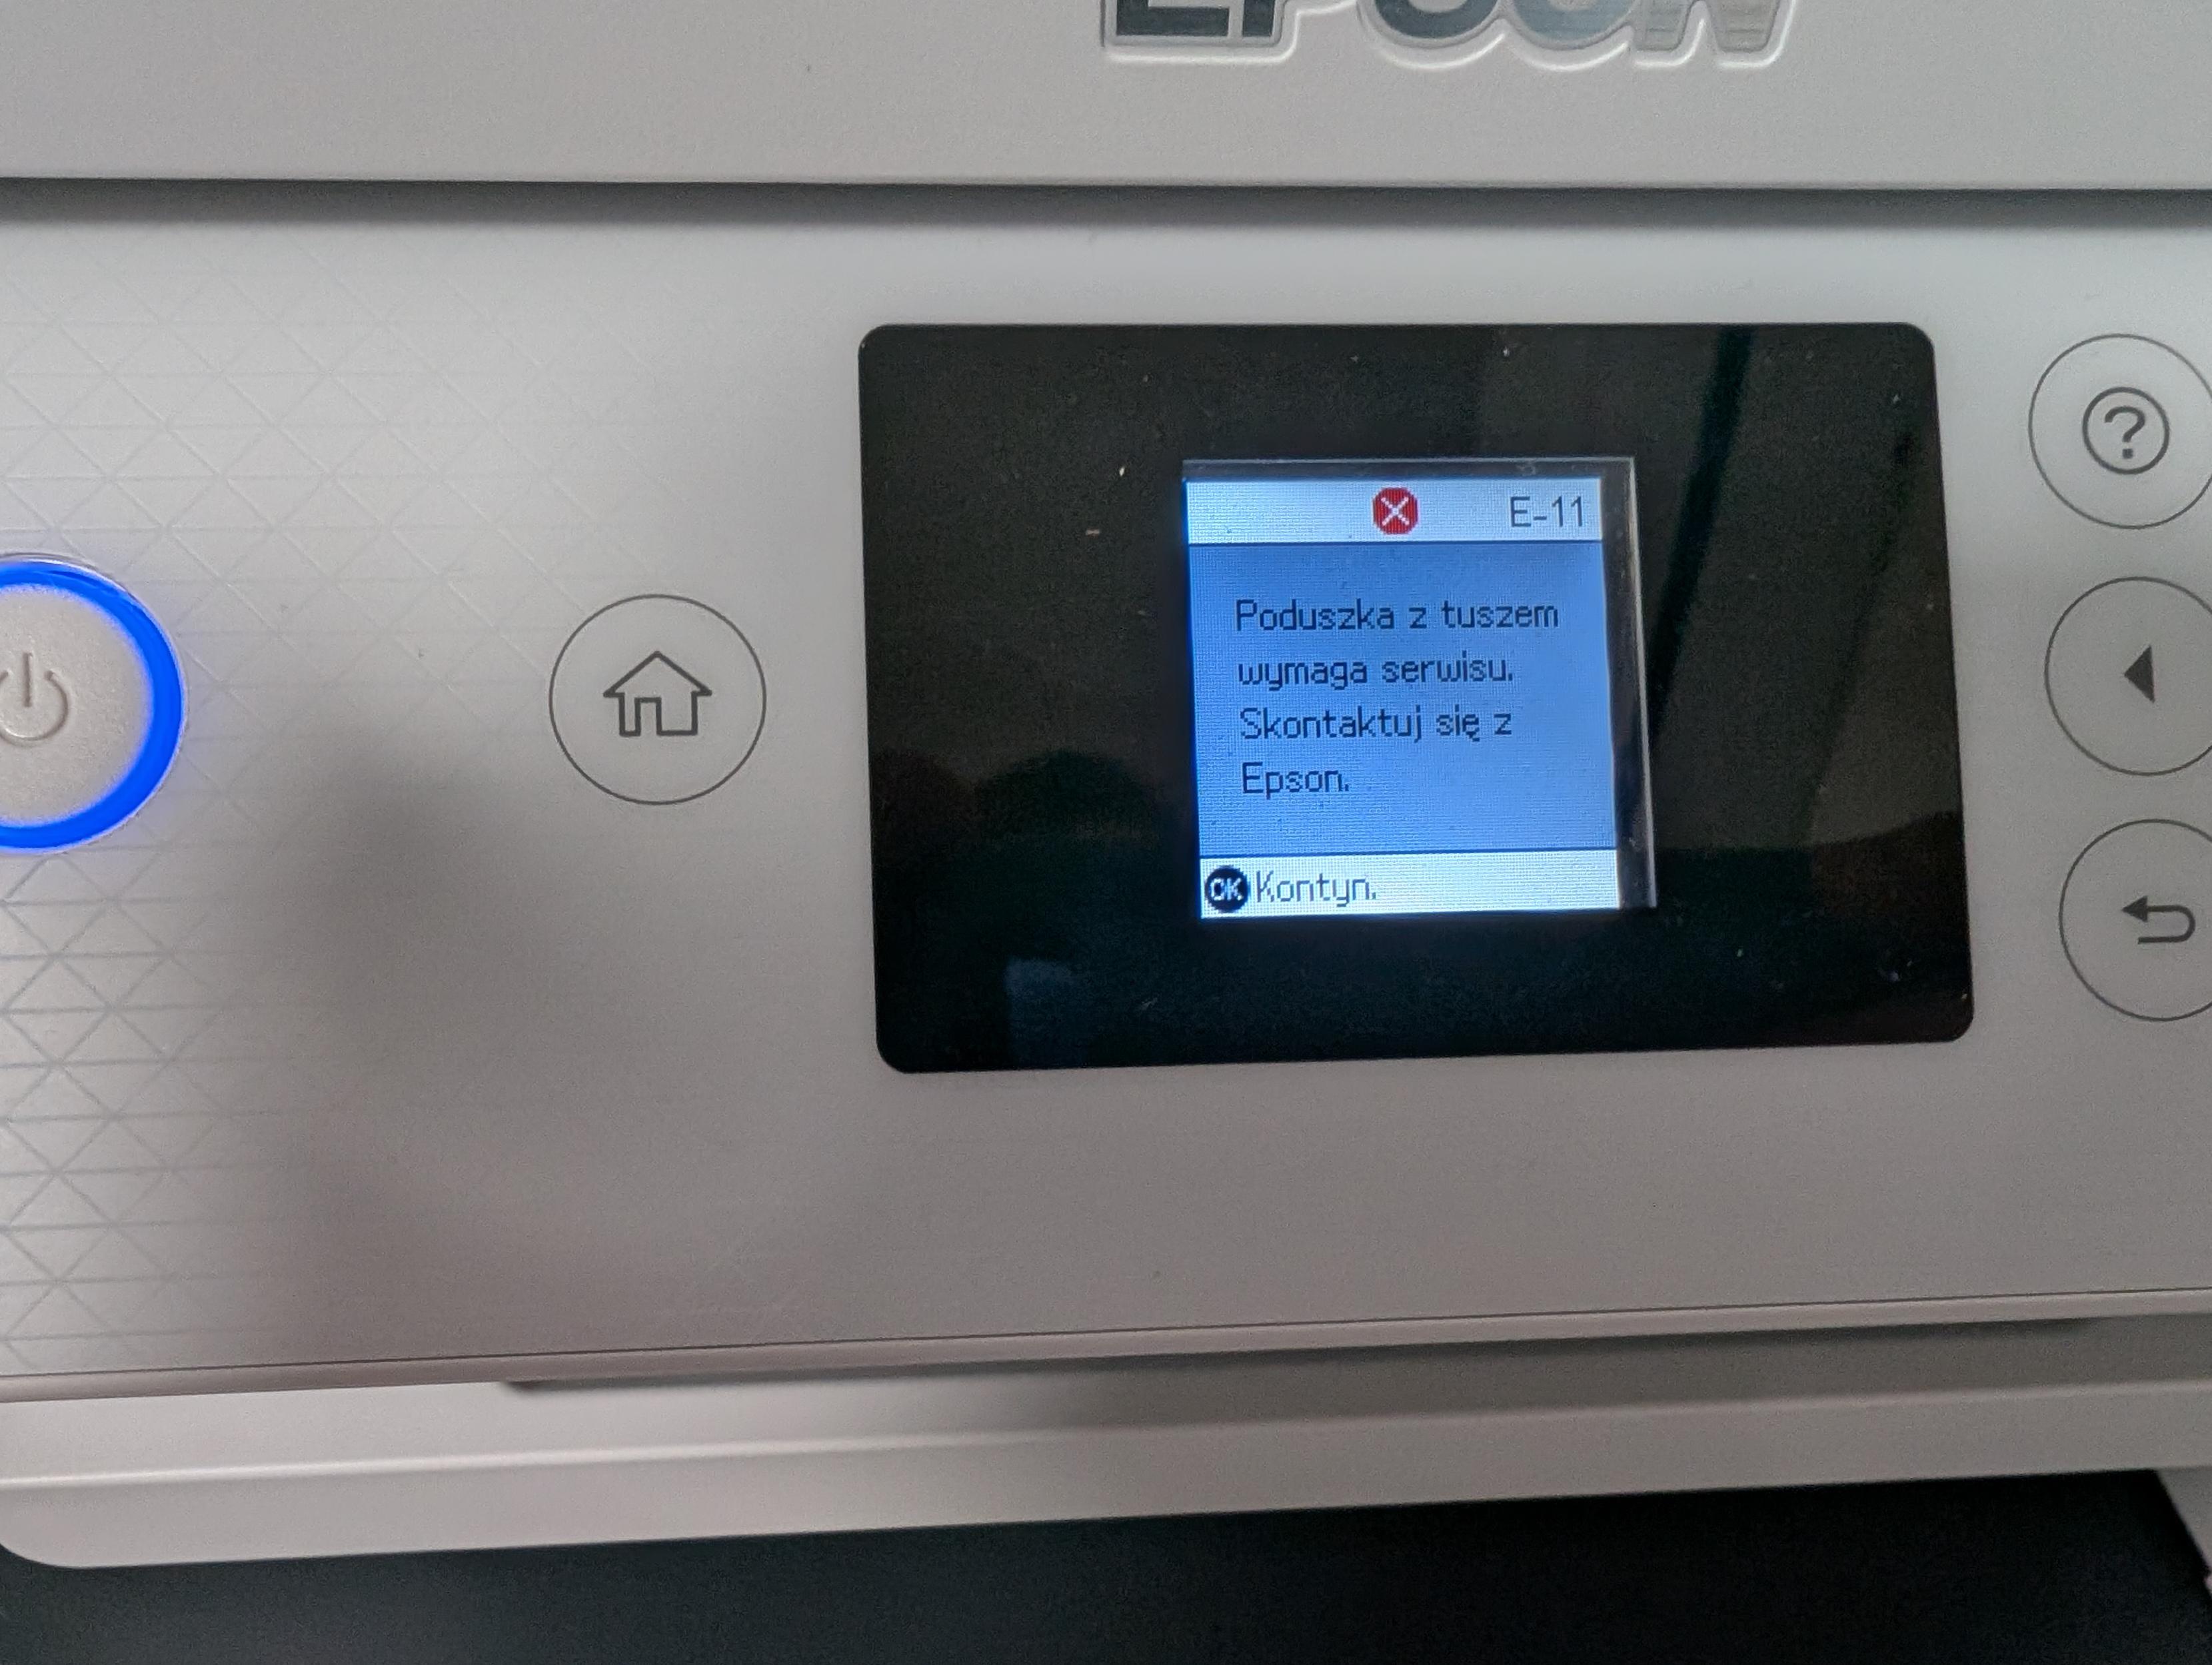 EPSON
E-11
Poduszka z tuszem
wymaga serwisu.
Skontaktuj się z
Epson.
OK Kontyn.